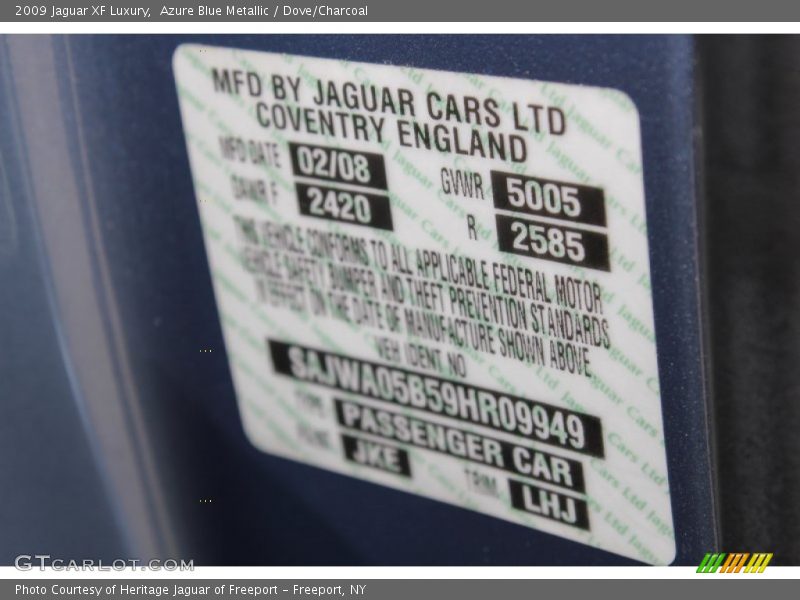 2009 Jaguar XF Luxury,  Azure Blue Metallic / Dove/Charcoal
MFD BY JAGUAR CARS LTD
COVENTRY ENGLAND
MFD DATE 02/08 GVWR 5005
GAWR F 2420 R 2585
THIS VEHICLE CONFORMS TO ALL APPLICABLE FEDERAL MOTOR
VEHICLE SAFETY BUMPER AND THEFT PREVENTION STANDARDS
IN EFFECT ON THE DATE OF MANUFACTURE SHOWN ABOVE
VEH IDENT NO
SAJWA05B59HR09949
TYPE PASSENGER CAR
JKE TRIM LHJ
GTcarlot.com
Photo Courtesy of Heritage Jaguar of Freeport - Freeport, NY